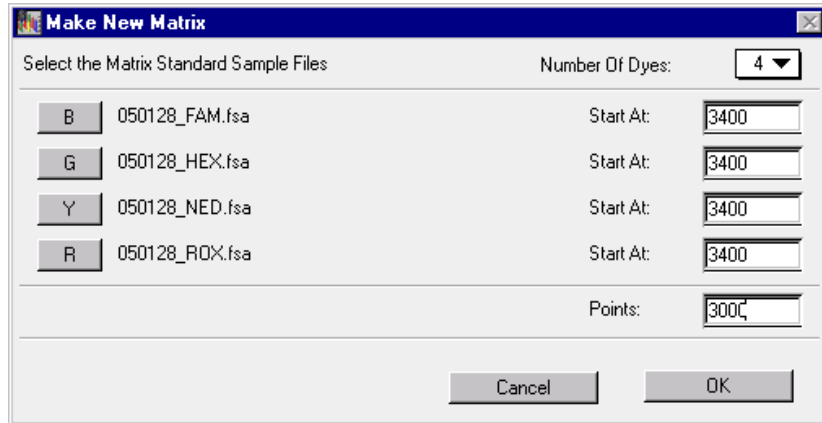 Make New Matrix
Select the Matrix Standard Sample Files Number Of Dyes: 4
B 050128_FAM.fsa Start At: 3400
G 050128_HEX.fsa Start At: 3400
Y 050128_NED.fsa Start At: 3400
R 050128_ROX.fsa Start At: 3400
Points: 3000
Cancel OK